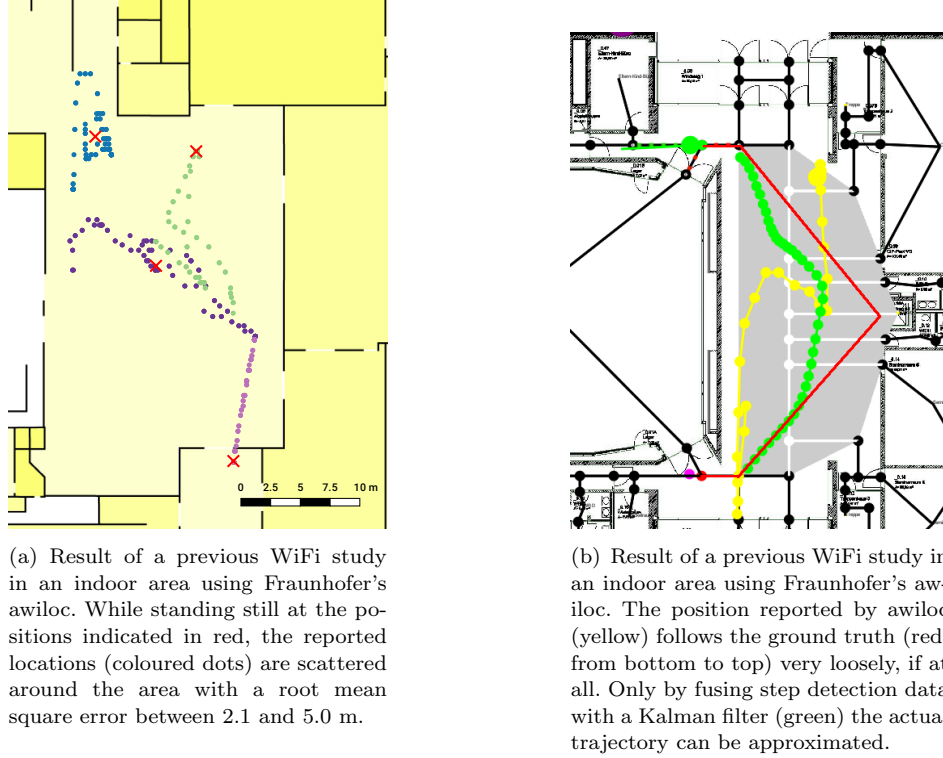 0 2.5 5 7.5 10 m
(a) Result of a previous WiFi study
in an indoor area using Fraunhofer's
awiloc. While standing still at the po-
sitions indicated in red, the reported
locations (coloured dots) are scattered
around the area with a root mean
square error between 2.1 and 5.0 m.
(b) Result of a previous WiFi study in
an indoor area using Fraunhofer's aw-
iloc. The position reported by awiloc
(yellow) follows the ground truth (red,
from bottom to top) very loosely, if at
all. Only by fusing step detection data
with a Kalman filter (green) the actual
trajectory can be approximated.